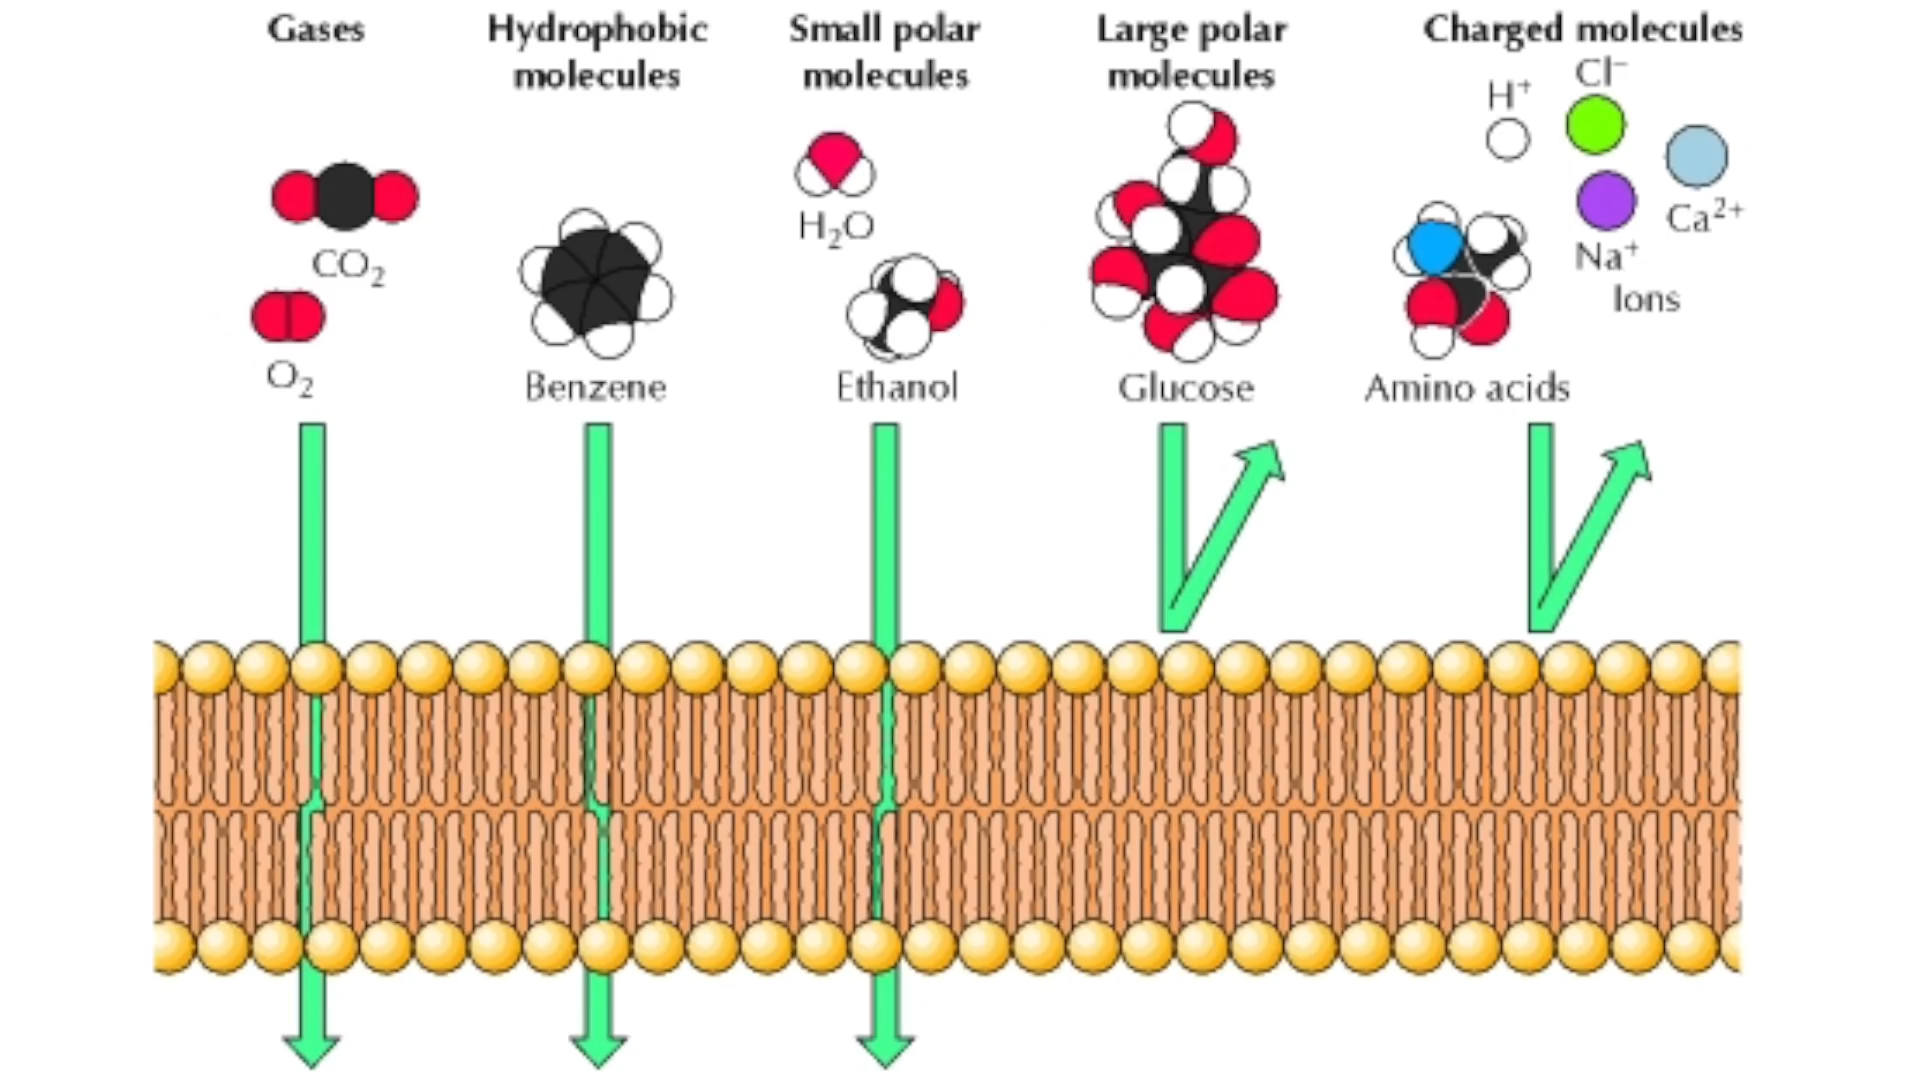 Gases
Hydrophobic
molecules
Small polar
molecules
Large polar
molecules
Charged molecules
CO₂
O₂
Benzene
H₂O
Ethanol
Glucose
H⁺
Cl⁻
Na⁺
Ca²⁺
Ions
Amino acids